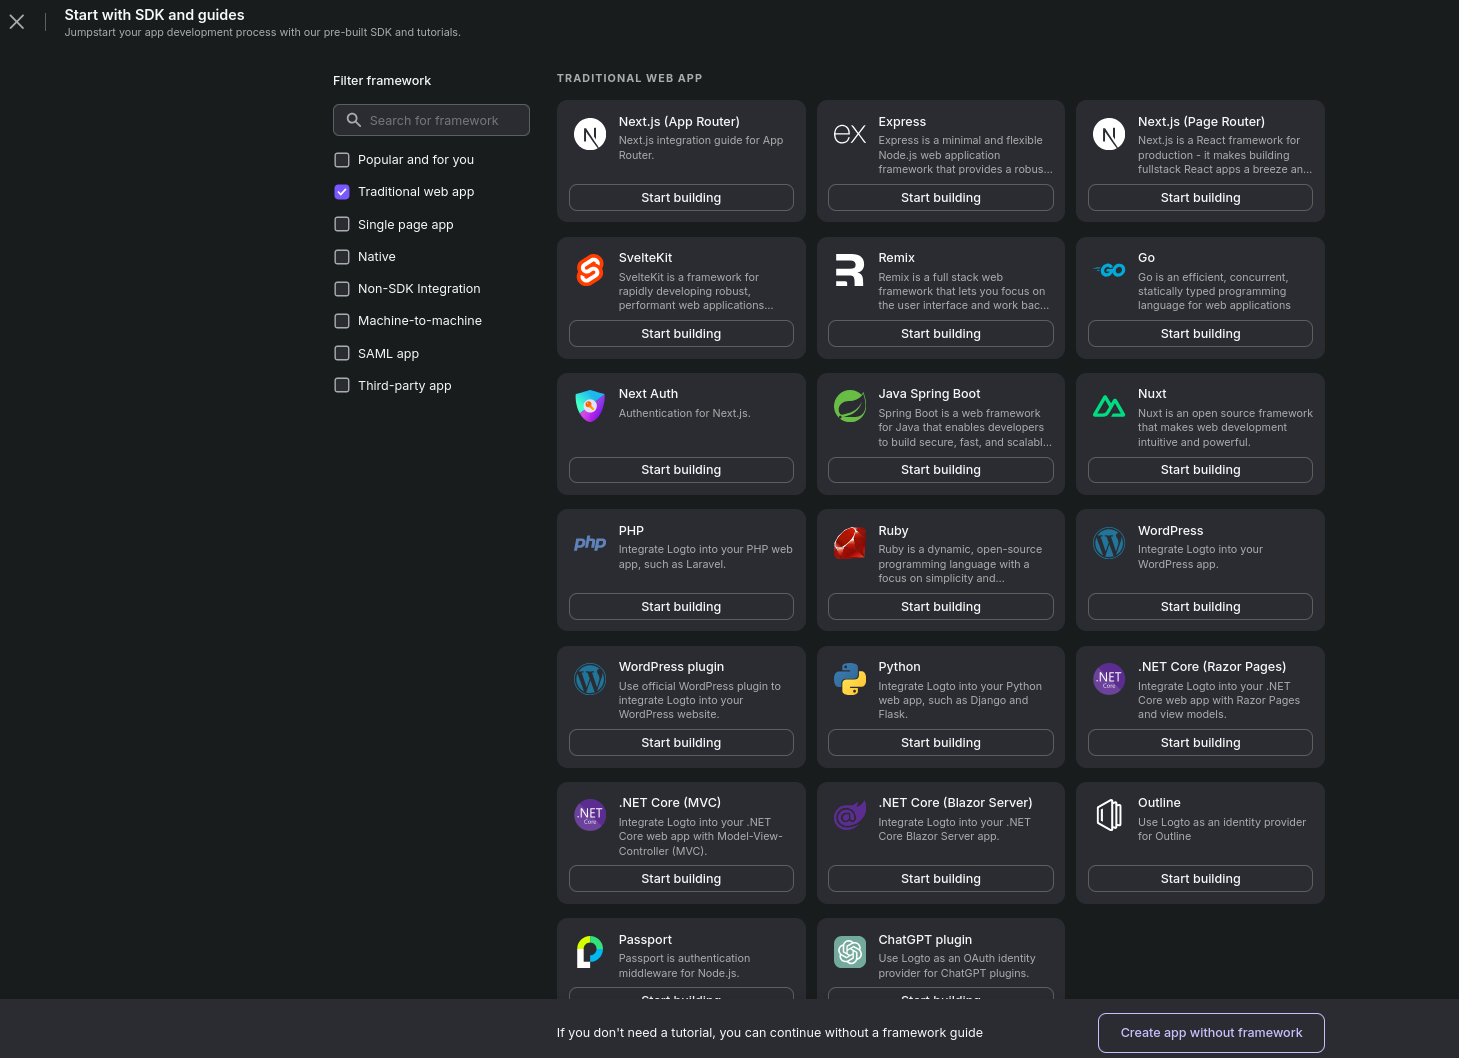 Start with SDK and guides
Jumpstart your app development process with our pre-built SDK and tutorials.
Filter framework
Search for framework
Popular and for you
Traditional web app
Single page app
Native
Non-SDK Integration
Machine-to-machine
SAML app
Third-party app
TRADITIONAL WEB APP
Next.js (App Router)
Next.js integration guide for App
Router.
Start building
ex
Express
Express is a minimal and flexible
Node.js web application
framework that provides a robus...
Start building
Next.js (Page Router)
Next.js is a React framework for
production - it makes building
fullstack React apps a breeze an...
Start building
SvelteKit
SvelteKit is a framework for
rapidly developing robust,
performant web applications...
Start building
Remix
Remix is a full stack web
framework that lets you focus on
the user interface and work bac...
Start building
GO
Go
Go is an efficient, concurrent,
statically typed programming
language for web applications
Start building
Next Auth
Authentication for Next.js.
Start building
Java Spring Boot
Spring Boot is a web framework
for Java that enables developers
to build secure, fast, and scalabl...
Start building
Nuxt
Nuxt is an open source framework
that makes web development
intuitive and powerful.
Start building
php
PHP
Integrate Logto into your PHP web
app, such as Laravel.
Start building
Ruby
Ruby is a dynamic, open-source
programming language with a
focus on simplicity and...
Start building
WordPress
Integrate Logto into your
WordPress app.
Start building
WordPress plugin
Use official WordPress plugin to
integrate Logto into your
WordPress website.
Start building
Python
Integrate Logto into your Python
web app, such as Django and
Flask.
Start building
.NET
Core
.NET Core (Razor Pages)
Integrate Logto into your .NET
Core web app with Razor Pages
and view models.
Start building
.NET
Core
.NET Core (MVC)
Integrate Logto into your .NET
Core web app with Model-View-
Controller (MVC).
Start building
.NET Core (Blazor Server)
Integrate Logto into your .NET
Core Blazor Server app.
Start building
Outline
Use Logto as an identity provider
for Outline
Start building
Passport
Passport is authentication
middleware for Node.js.
Start building
ChatGPT plugin
Use Logto as an OAuth identity
provider for ChatGPT plugins.
Start building
If you don't need a tutorial, you can continue without a framework guide
Create app without framework